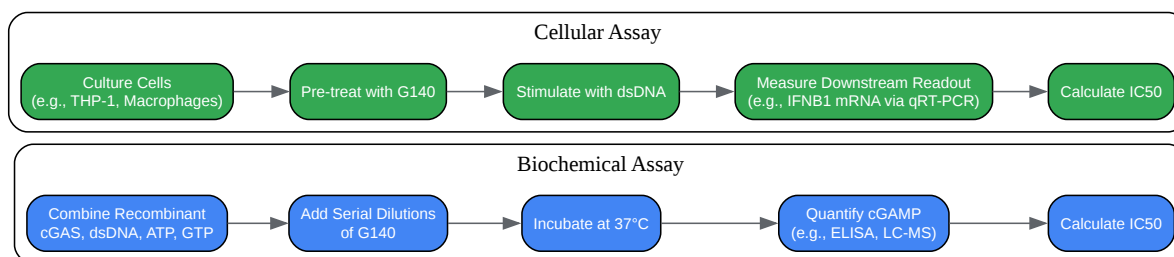 Cellular Assay
Culture Cells
(e.g., THP-1, Macrophages)
Pre-treat with G140
Stimulate with dsDNA
Measure Downstream Readout
(e.g., IFNB1 mRNA via qRT-PCR)
Calculate IC50
Biochemical Assay
Combine Recombinant
cGAS, dsDNA, ATP, GTP
Add Serial Dilutions
of G140
Incubate at 37°C
Quantify cGAMP
(e.g., ELISA, LC-MS)
Calculate IC50